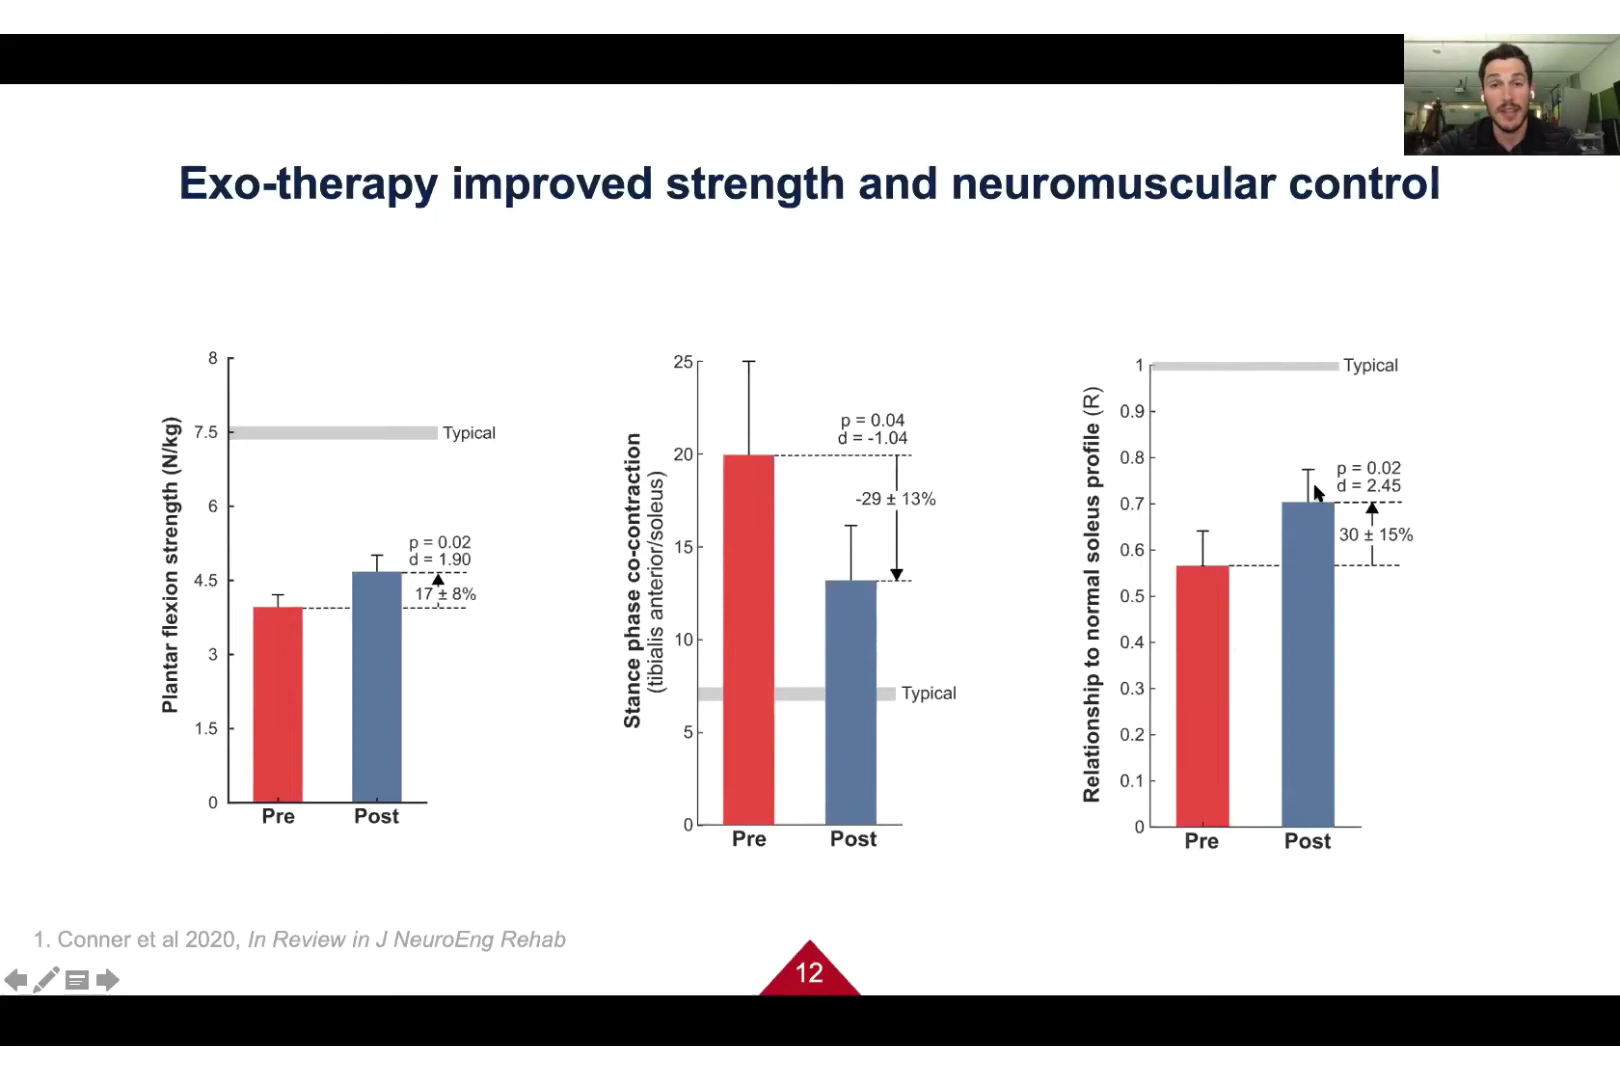 Exo-therapy improved strength and neuromuscular control
Plantar flexion strength (N/kg)
8
7.5
6
4.5
3
1.5
0
Typical
p = 0.02
d = 1.90
17 ± 8%
Pre
Post
Stance phase co-contraction
(tibialis anterior/soleus)
25
20
15
10
5
0
p = 0.04
d = -1.04
-29 ± 13%
Typical
Pre
Post
Relationship to normal soleus profile (R)
1
0.9
0.8
0.7
0.6
0.5
0.4
0.3
0.2
0.1
0
Typical
p = 0.02
d = 2.45
30 ± 15%
Pre
Post
1. Conner et al 2020, In Review in J NeuroEng Rehab
12